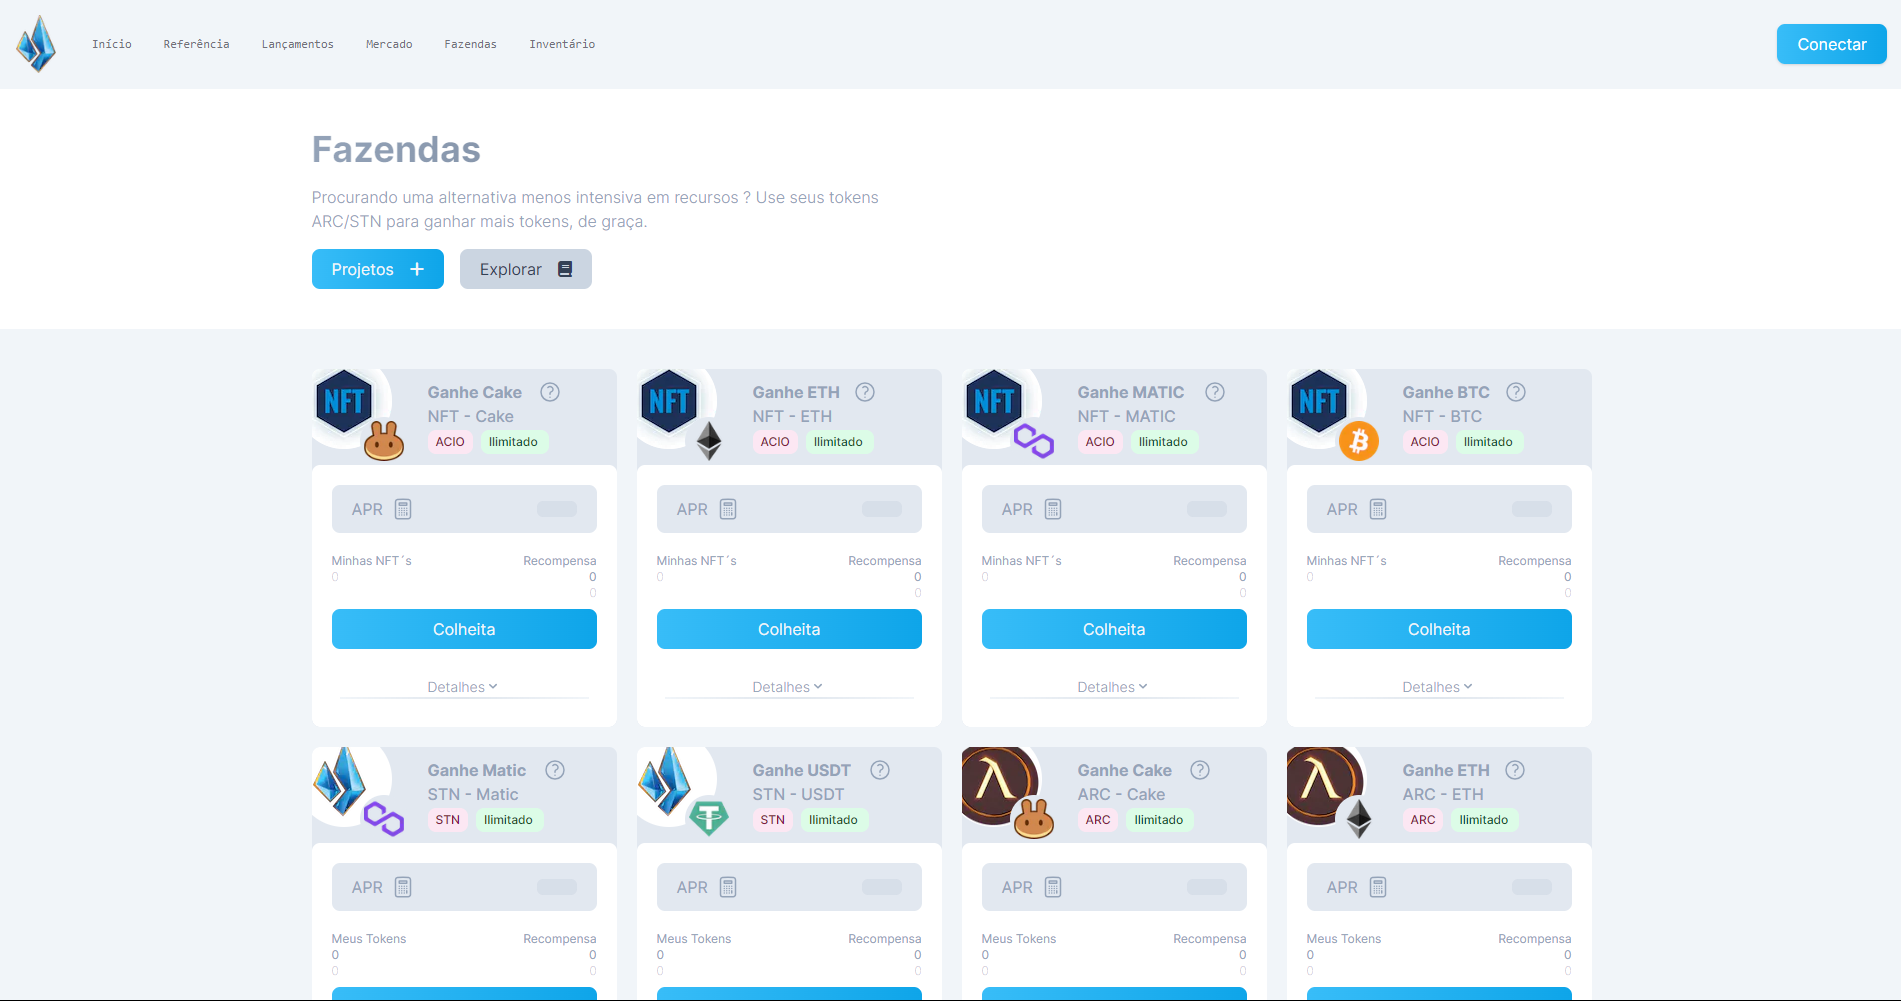 Início
Referência
Lançamentos
Mercado
Fazendas
Inventário
Conectar
Fazendas
Procurando uma alternativa menos intensiva em recursos ? Use seus tokens
ARC/STN para ganhar mais tokens, de graça.
Projetos
Explorar
NFT
Ganhe Cake
NFT - Cake
ACIO
Ilimitado
APR
Minhas NFT´s
Recompensa
0
0
0
Colheita
Detalhes
NFT
Ganhe ETH
NFT - ETH
ACIO
Ilimitado
APR
Minhas NFT´s
Recompensa
0
0
0
Colheita
Detalhes
NFT
Ganhe MATIC
NFT - MATIC
ACIO
Ilimitado
APR
Minhas NFT´s
Recompensa
0
0
0
Colheita
Detalhes
NFT
Ganhe BTC
NFT - BTC
ACIO
Ilimitado
APR
Minhas NFT´s
Recompensa
0
0
0
Colheita
Detalhes
Ganhe Matic
STN - Matic
STN
Ilimitado
APR
Meus Tokens
Recompensa
0
0
0
0
Ganhe USDT
STN - USDT
STN
Ilimitado
APR
Meus Tokens
Recompensa
0
0
0
0
Ganhe Cake
ARC - Cake
ARC
Ilimitado
APR
Meus Tokens
Recompensa
0
0
0
0
Ganhe ETH
ARC - ETH
ARC
Ilimitado
APR
Meus Tokens
Recompensa
0
0
0
0